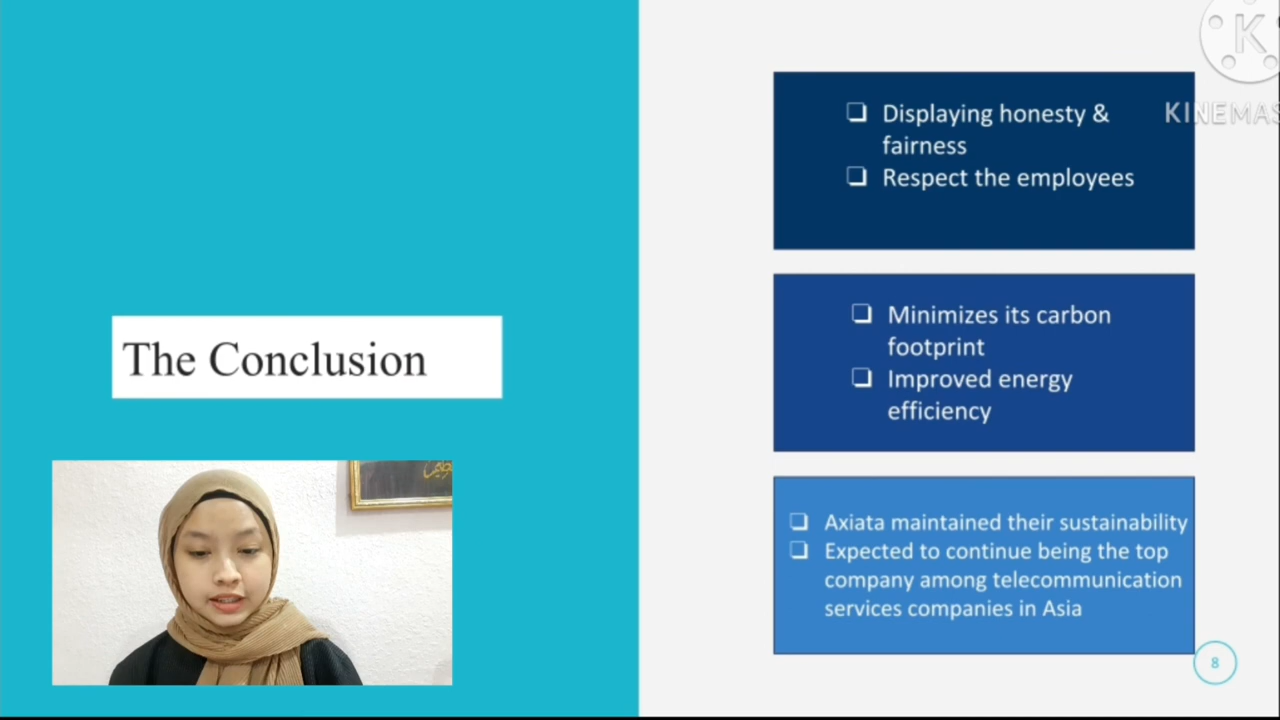 K
KINEMAS
Displaying honesty &
fairness
Respect the employees
The Conclusion
Minimizes its carbon
footprint
Improved energy
efficiency
Axiata maintained their sustainability
Expected to continue being the top
company among telecommunication
services companies in Asia
8